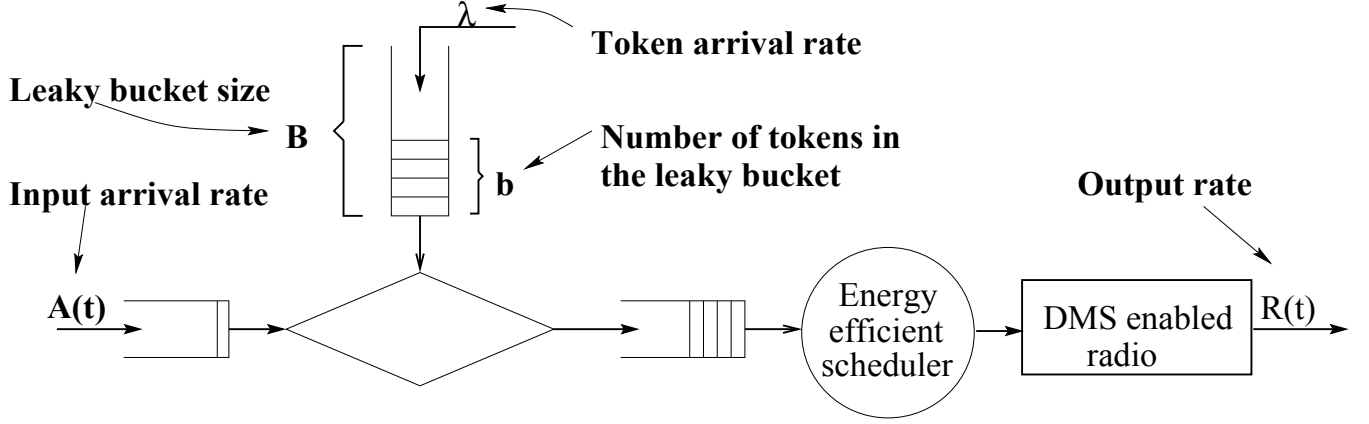 λ
Token arrival rate
Leaky bucket size
B
Number of tokens in
the leaky bucket
b
Input arrival rate
Output rate
A(t)
Energy
efficient
scheduler
DMS enabled
radio
R(t)